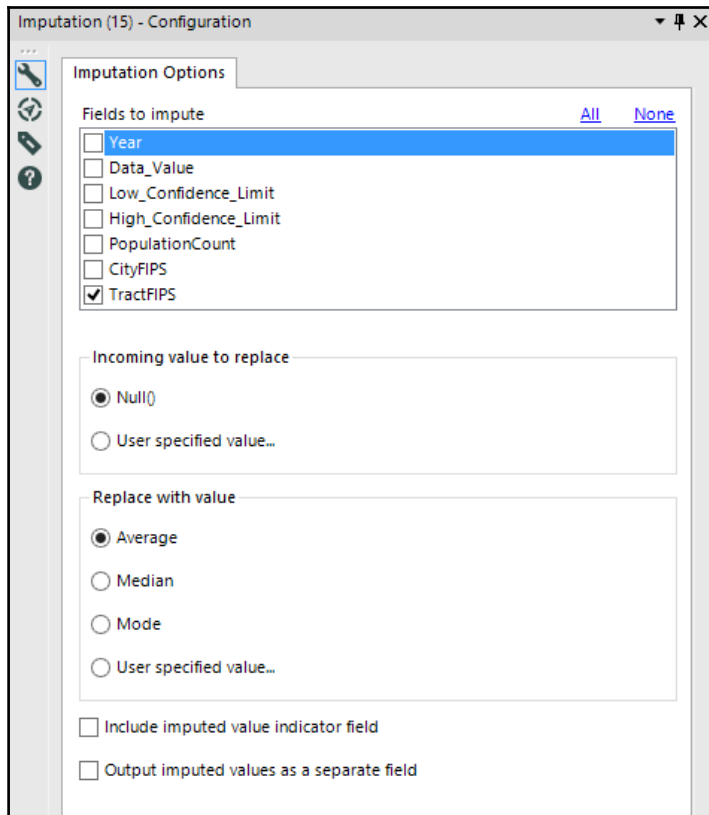 Imputation (15) - Configuration
Imputation Options
Fields to impute All None
Year
Data_Value
Low_Confidence_Limit
High_Confidence_Limit
PopulationCount
CityFIPS
TractFIPS
Incoming value to replace
Null()
User specified value...
Replace with value
Average
Median
Mode
User specified value...
Include imputed value indicator field
Output imputed values as a separate field